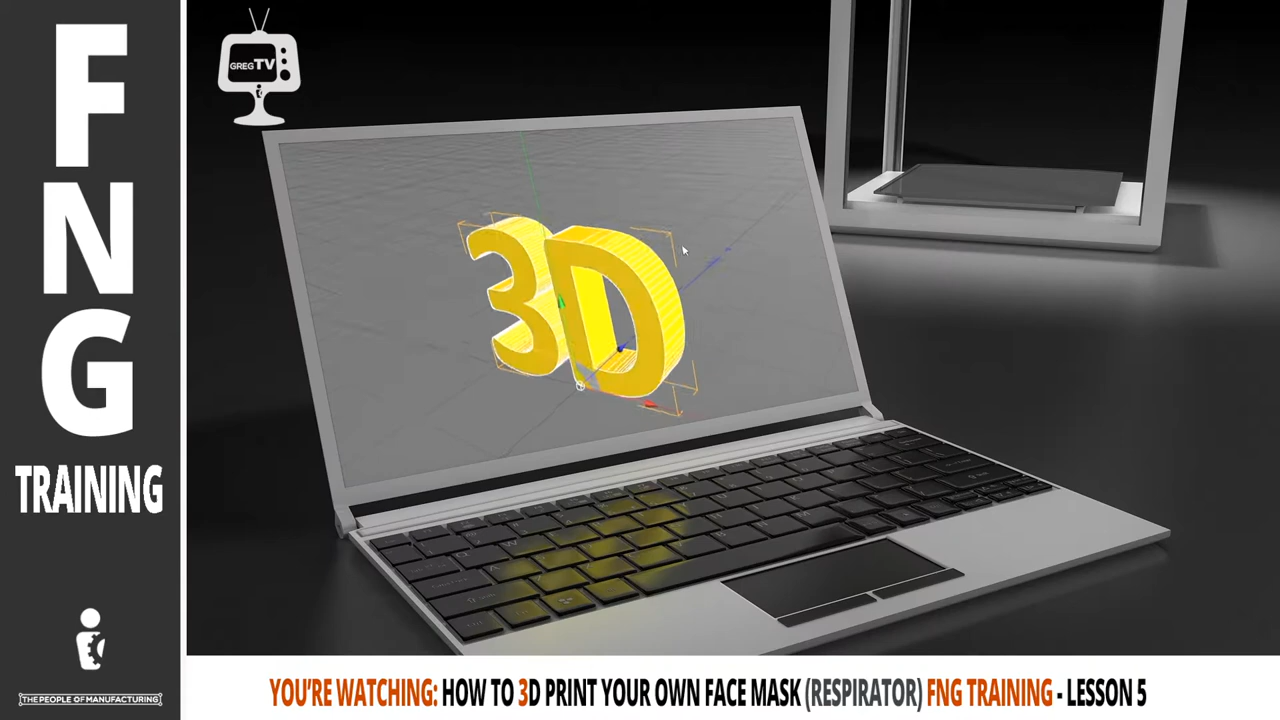 F
N
G
TRAINING
THE PEOPLE OF MANUFACTURING
GREGTV
3D
YOU'RE WATCHING: HOW TO 3D PRINT YOUR OWN FACE MASK (RESPIRATOR) FNG TRAINING - LESSON 5